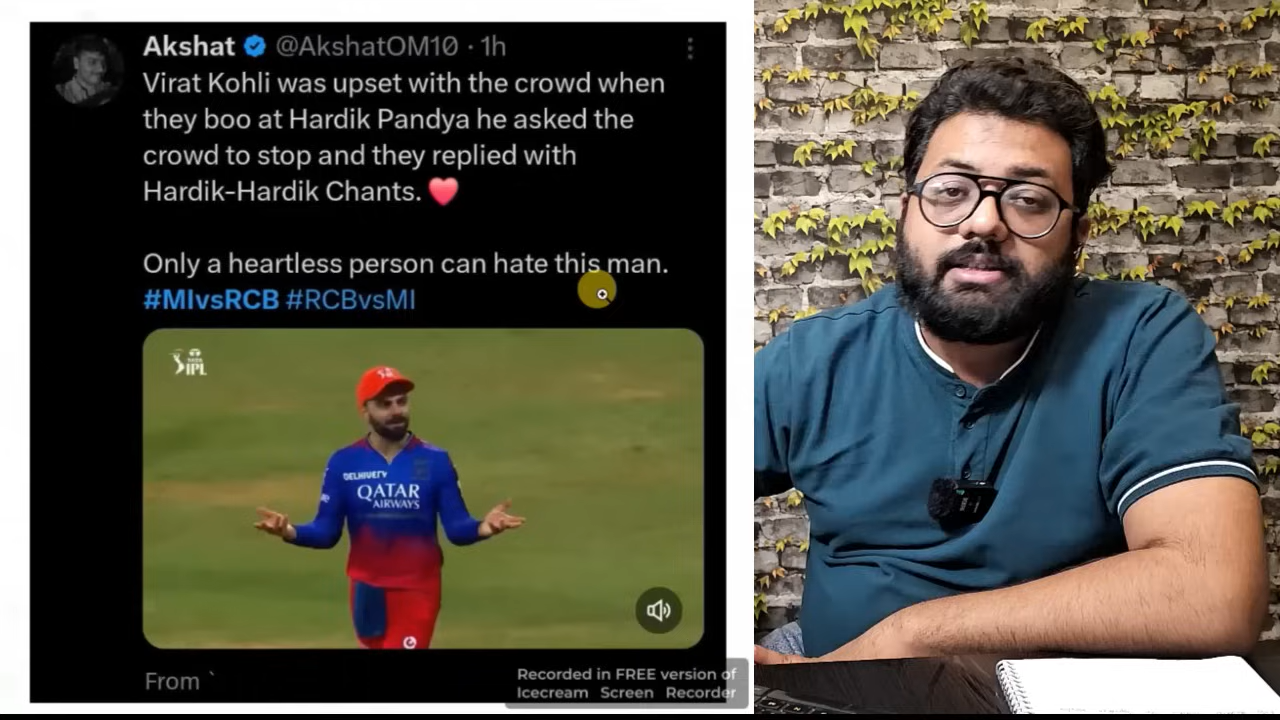 Akshat @AkshatOM10 · 1h
Virat Kohli was upset with the crowd when
they boo at Hardik Pandya he asked the
crowd to stop and they replied with
Hardik-Hardik Chants. ❤️
Only a heartless person can hate this man.
#MIvsRCB #RCBvsMI
TATA
IPL
DELHIVERY
QATAR
AIRWAYS
From `
Recorded in FREE version of
Icecream Screen Recorder